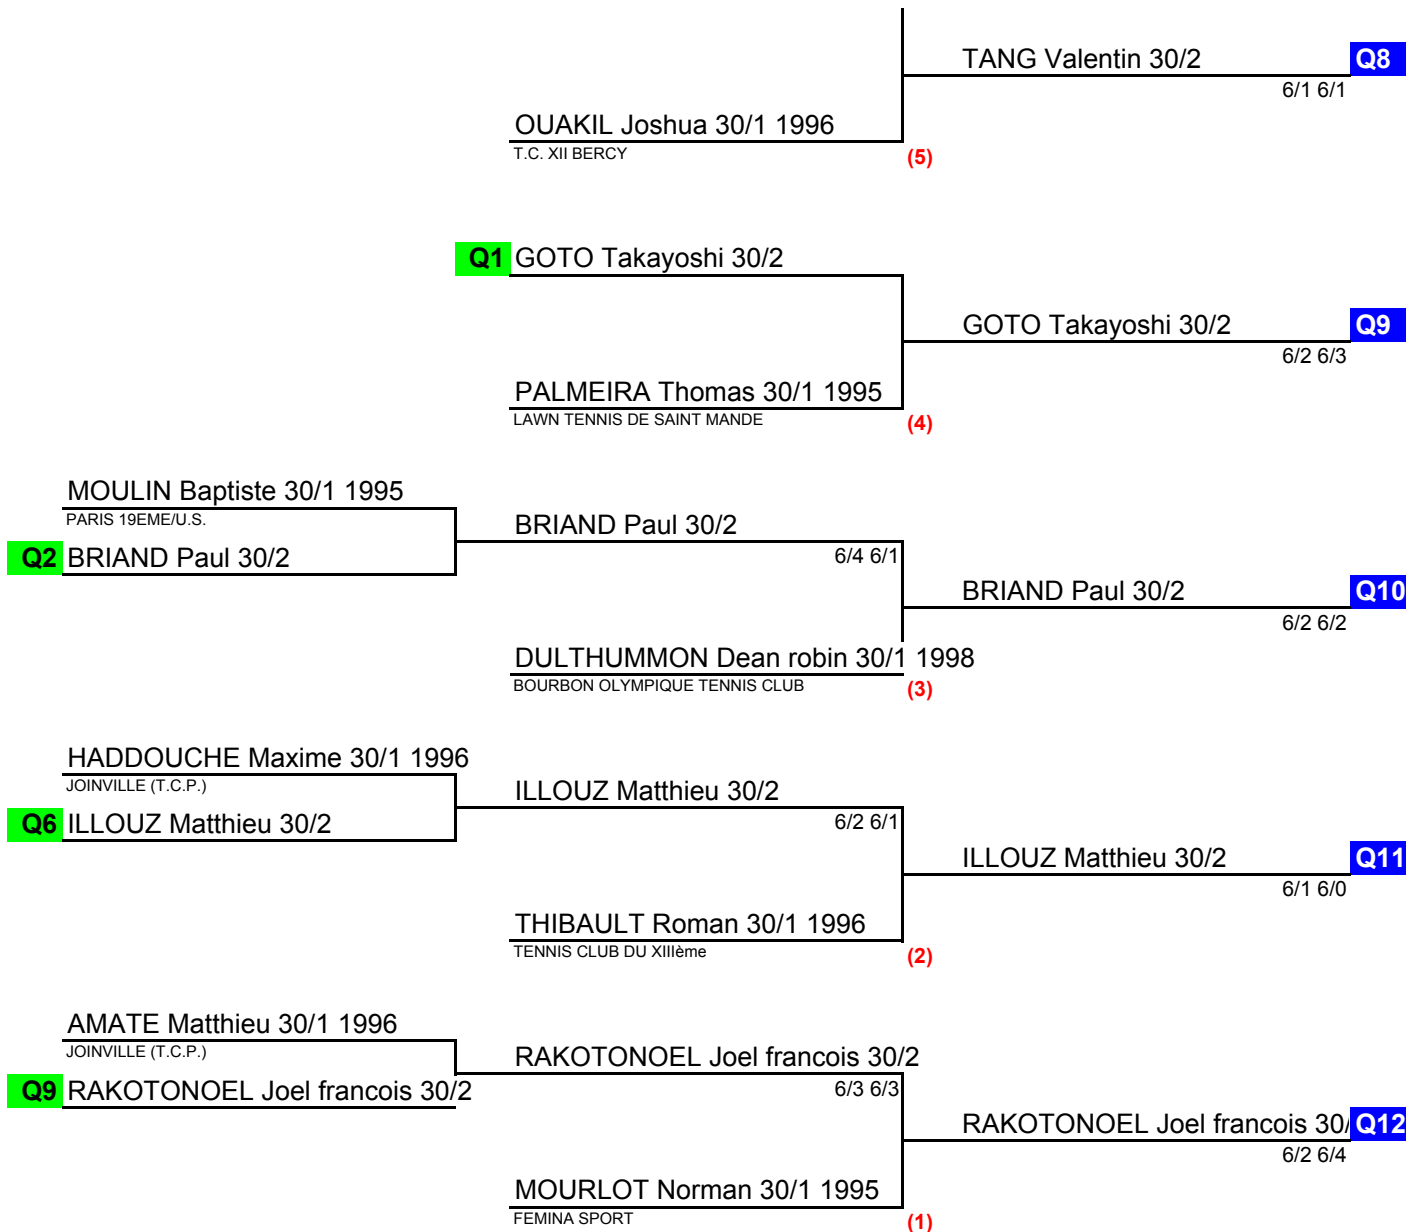 TANG Valentin 30/2 Q8
6/1 6/1
OUAKIL Joshua 30/1 1996
T.C. XII BERCY
(5)
Q1 GOTO Takayoshi 30/2
GOTO Takayoshi 30/2 Q9
6/2 6/3
PALMEIRA Thomas 30/1 1995
LAWN TENNIS DE SAINT MANDE
(4)
MOULIN Baptiste 30/1 1995
PARIS 19EME/U.S.
BRIAND Paul 30/2
Q2 BRIAND Paul 30/2
6/4 6/1
BRIAND Paul 30/2 Q10
6/2 6/2
DULTHUMMON Dean robin 30/1 1998
BOURBON OLYMPIQUE TENNIS CLUB
(3)
HADDOUCHE Maxime 30/1 1996
JOINVILLE (T.C.P.)
ILLOUZ Matthieu 30/2
Q6 ILLOUZ Matthieu 30/2
6/2 6/1
ILLOUZ Matthieu 30/2 Q11
6/1 6/0
THIBAULT Roman 30/1 1996
TENNIS CLUB DU XIIIème
(2)
AMATE Matthieu 30/1 1996
JOINVILLE (T.C.P.)
RAKOTONOEL Joel francois 30/2
Q9 RAKOTONOEL Joel francois 30/2
6/3 6/3
RAKOTONOEL Joel francois 30/ Q12
6/2 6/4
MOURLOT Norman 30/1 1995
FEMINA SPORT
(1)